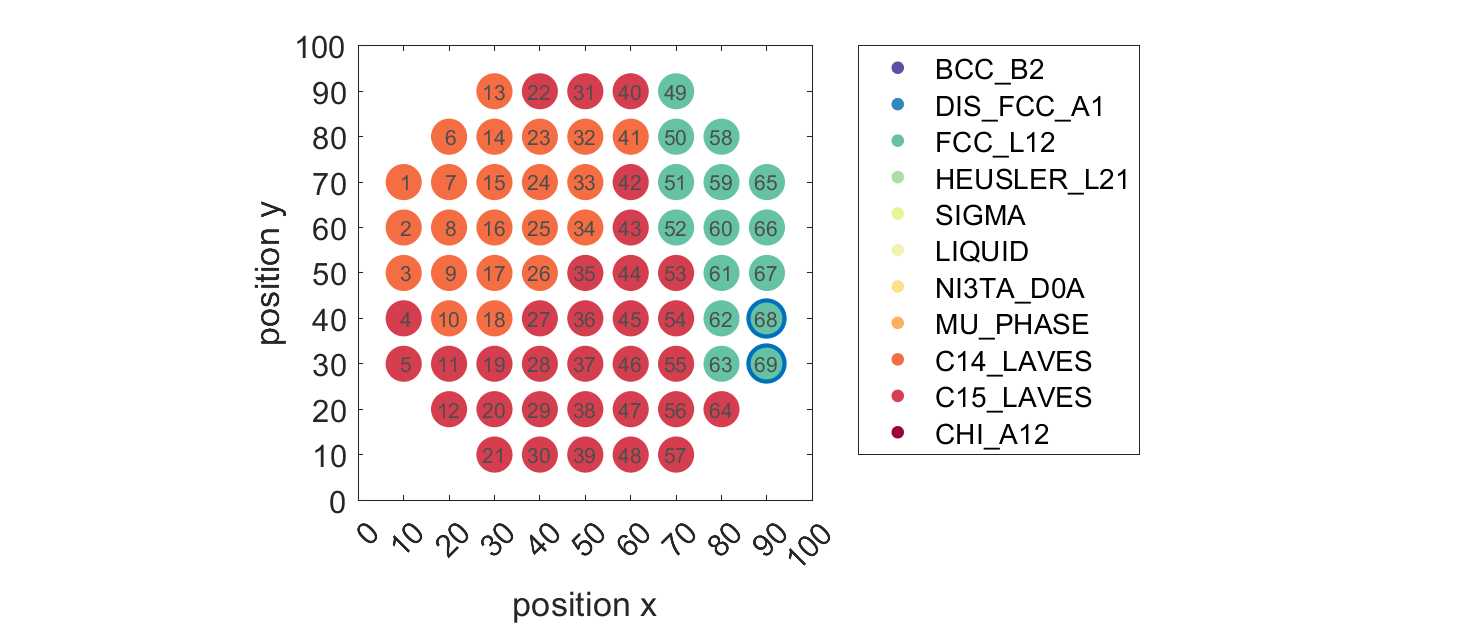 100
90 13 22 31 40 49
80 6 14 23 32 41 50 58
70 1 7 15 24 33 42 51 59 65
60 2 8 16 25 34 43 52 60 66
50 3 9 17 26 35 44 53 61 67
40 4 10 18 27 36 45 54 62 68
30 5 11 19 28 37 46 55 63 69
20 12 20 29 38 47 56 64
10 21 30 39 48 57
0
position y
0 10 20 30 40 50 60 70 80 90 100
position x
BCC_B2
DIS_FCC_A1
FCC_L12
HEUSLER_L21
SIGMA
LIQUID
NI3TA_D0A
MU_PHASE
C14_LAVES
C15_LAVES
CHI_A12